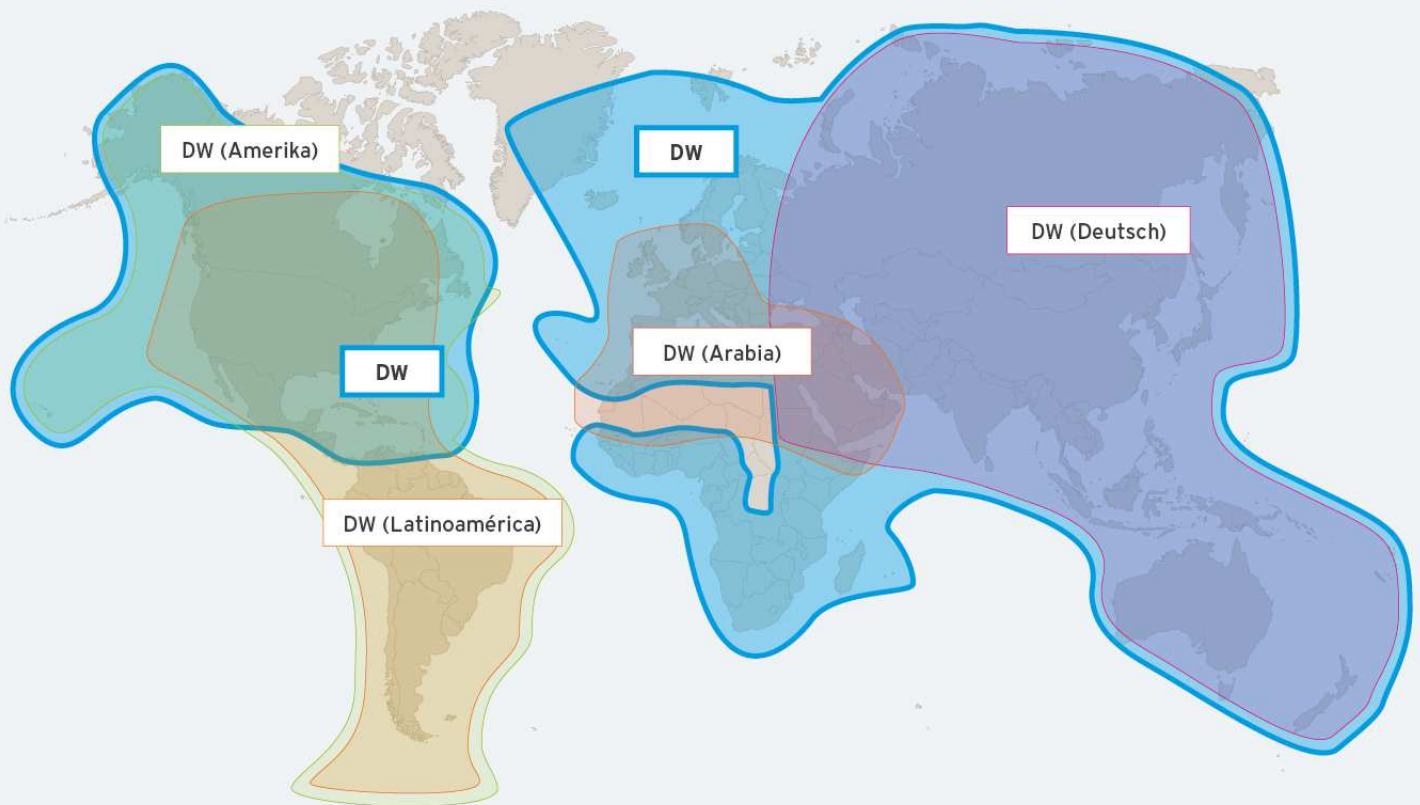 DW (Amerika)
DW
DW (Deutsch)
DW (Arabia)
DW
DW (Latinoamérica)